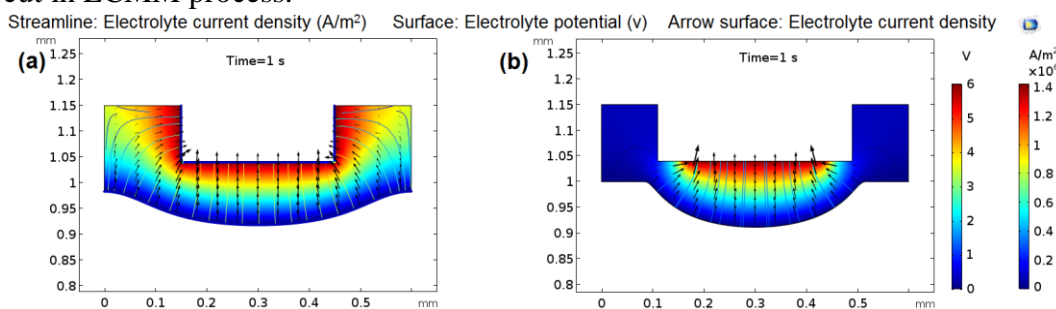 cut in ECMM process.
Streamline: Electrolyte current density (A/m²) Surface: Electrolyte potential (v) Arrow surface: Electrolyte current density
mm
(a)
Time=1 s
1.25
1.2
1.15
1.1
1.05
1
0.95
0.9
0.85
0.8
0 0.1 0.2 0.3 0.4 0.5 mm
mm
(b)
Time=1 s
1.25
1.2
1.15
1.1
1.05
1
0.95
0.9
0.85
0.8
0 0.1 0.2 0.3 0.4 0.5 mm
V
6
5
4
3
2
1
0
A/m²
1.4
1.2
1
0.8
0.6
0.4
0.2
0